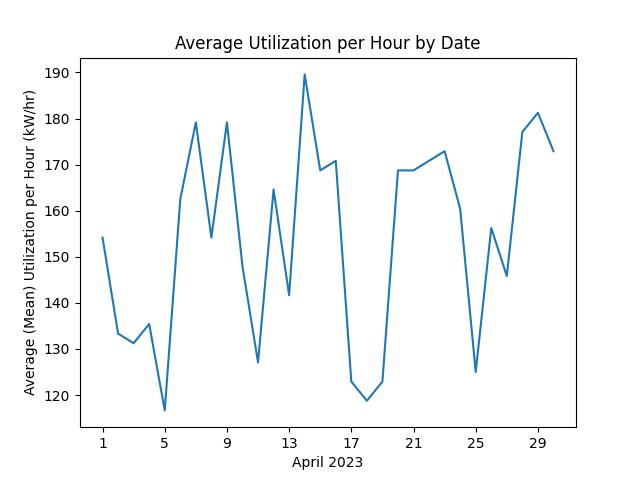 Average Utilization per Hour by Date
Average (Mean) Utilization per Hour (kW/hr)
190
180
170
160
150
140
130
120
1 5 9 13 17 21 25 29
April 2023